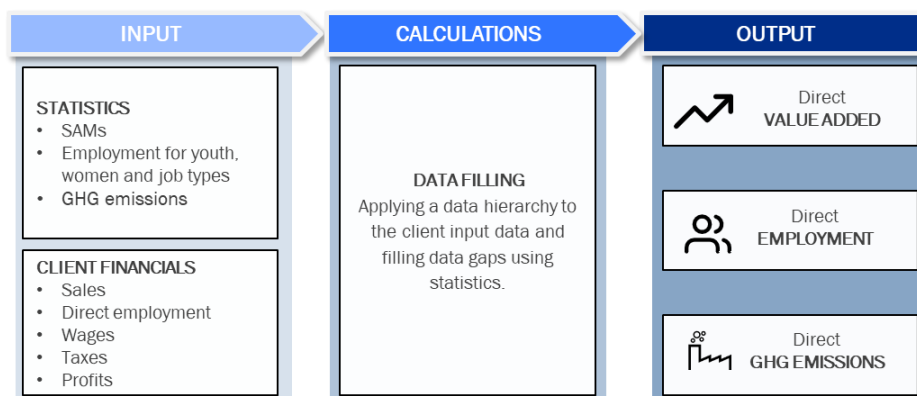 INPUT
CALCULATIONS
OUTPUT
STATISTICS
• SAMs
• Employment for youth,
women and job types
• GHG emissions
CLIENT FINANCIALS
• Sales
• Direct employment
• Wages
• Taxes
• Profits
DATA FILLING
Applying a data hierarchy to
the client input data and
filling data gaps using
statistics.
Direct
VALUE ADDED
Direct
EMPLOYMENT
Direct
GHG EMISSIONS